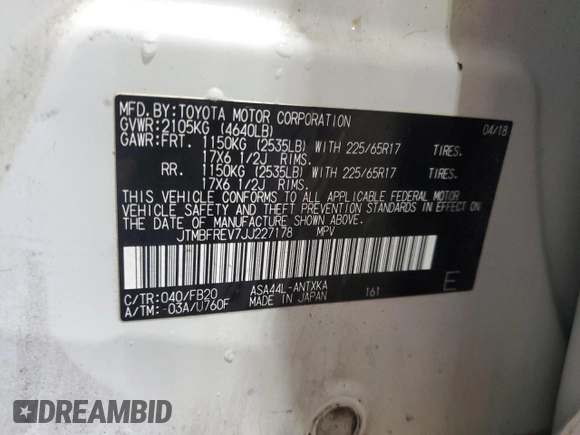 MFD.BY:TOYOTA MOTOR CORPORATION 04/18
GVWR:2105KG (4640LB)
GAWR:FRT. 1150KG (2535LB) WITH 225/65R17 TIRES.
17X6 1/2J RIMS.
RR. 1150KG (2535LB) WITH 225/65R17 TIRES.
17X6 1/2J RIMS.
THIS VEHICLE CONFORMS TO ALL APPLICABLE FEDERAL MOTOR
VEHICLE SAFETY AND THEFT PREVENTION STANDARDS IN EFFECT ON
THE DATE OF MANUFACTURE SHOWN ABOVE.
JTMBFREV7JJ227178 MPV
C/TR:040/FB20 ASA44L-ANTXKA 161 E
A/TM:-03A/U760F MADE IN JAPAN
DREAMBID